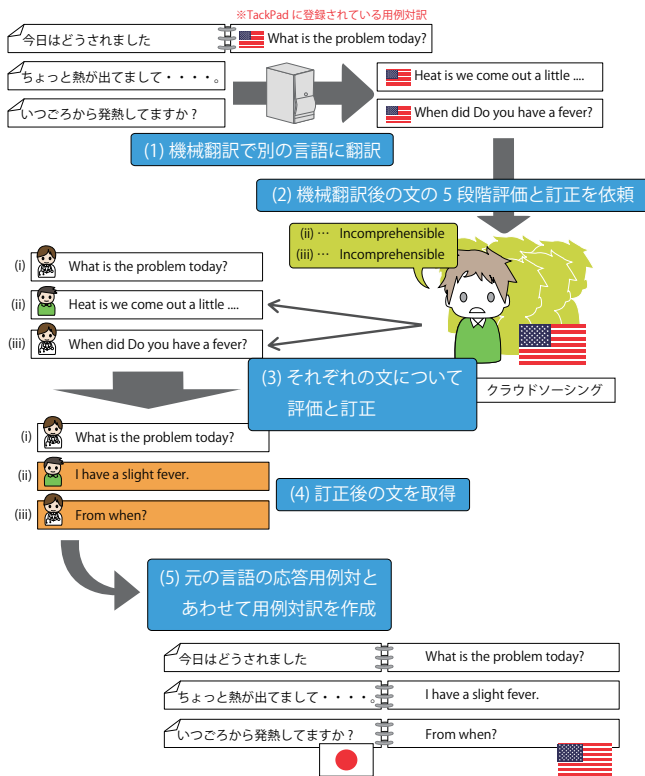 ※TackPad に登録されている用例対訳
今日はどうされました
What is the problem today?
ちょっと熱が出てまして・・・・。
Heat is we come out a little ....
いつごろから発熱してますか?
When did Do you have a fever?
(1) 機械翻訳で別の言語に翻訳
(2) 機械翻訳後の文の 5 段階評価と訂正を依頼
(ii) … Incomprehensible
(iii) … Incomprehensible
(i) What is the problem today?
(ii) Heat is we come out a little ....
(iii) When did Do you have a fever?
クラウドソーシング
(3) それぞれの文について
評価と訂正
(i) What is the problem today?
(ii) I have a slight fever.
(iii) From when?
(4) 訂正後の文を取得
(5) 元の言語の応答用例対と
あわせて用例対訳を作成
今日はどうされました
What is the problem today?
ちょっと熱が出てまして・・・・。
I have a slight fever.
いつごろから発熱してますか?
From when?